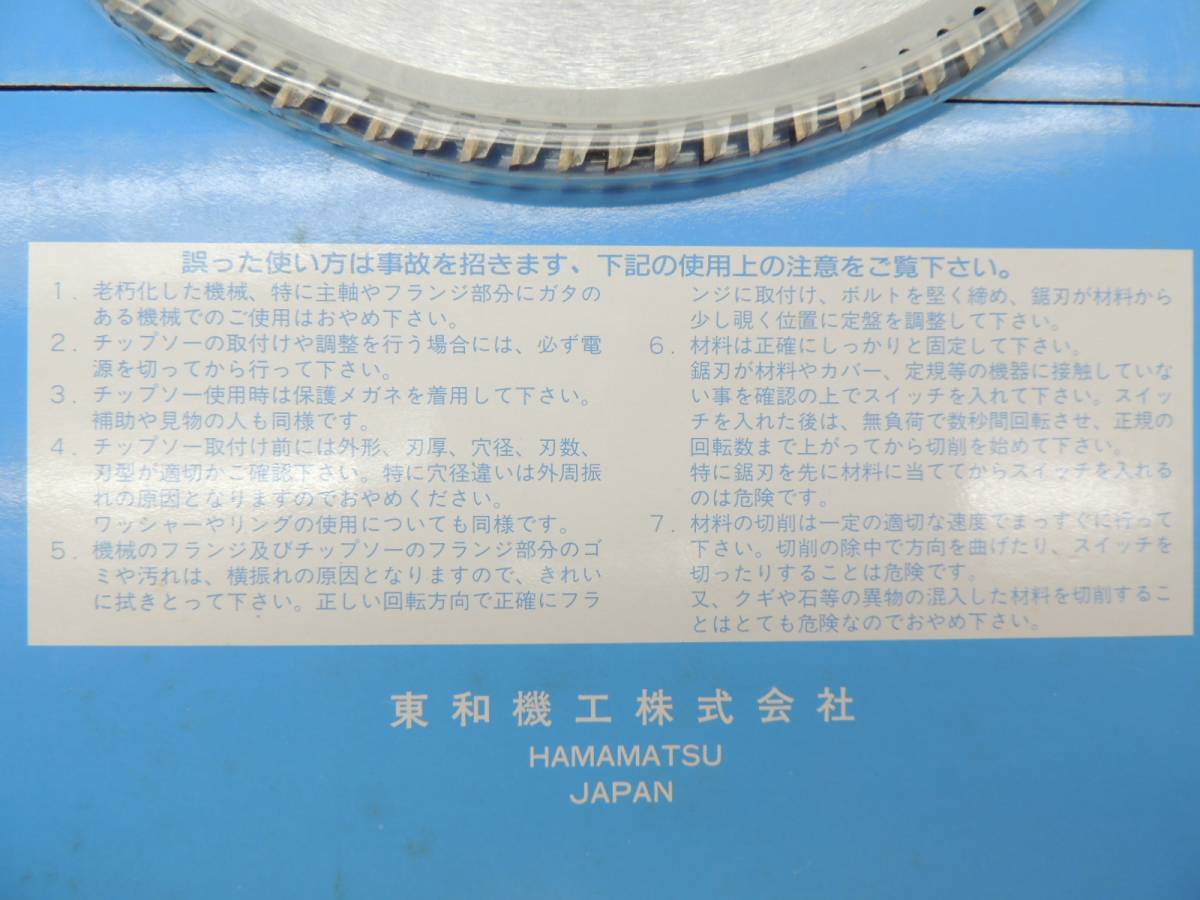 誤った使い方は事故を招きます、下記の使用上の注意をご覧下さい。
1. 老朽化した機械、特に主軸やフランジ部分にガタの
ある機械でのご使用はおやめ下さい。
2. チップソーの取付けや調整を行う場合には、必ず電
源を切ってから行って下さい。
3. チップソー使用時は保護メガネを着用して下さい。
補助や見物の人も同様です。
4. チップソー取付け前には外形、刃厚、穴径、刃数、
刃型が適切かご確認下さい。特に穴径違いは外周振
れの原因となりますのでおやめください。
ワッシャーやリングの使用についても同様です。
5. 機械のフランジ及びチップソーのフランジ部分のゴ
ミや汚れは、横振れの原因となりますので、きれい
に拭きとって下さい。正しい回転方向で正確にフラ
ンジに取付け、ボルトを堅く締め、鋸刃が材料から
少し覗く位置に定盤を調整して下さい。
6. 材料は正確にしっかりと固定して下さい。
鋸刃が材料やカバー、定規等の機器に接触していな
い事を確認の上でスイッチを入れて下さい。スイッ
チを入れた後は、無負荷で数秒間回転させ、正規の
回転数まで上がってから切削を始めて下さい。
特に鋸刃を先に材料に当ててからスイッチを入れる
のは危険です。
7. 材料の切削は一定の適切な速度でまっすぐに行って
下さい。切削の除中で方向を曲げたり、スイッチを
切ったりすることは危険です。
又、クギや石等の異物の混入した材料を切削するこ
とはとても危険なのでおやめ下さい。
東和機工株式会社
HAMAMATSU
JAPAN